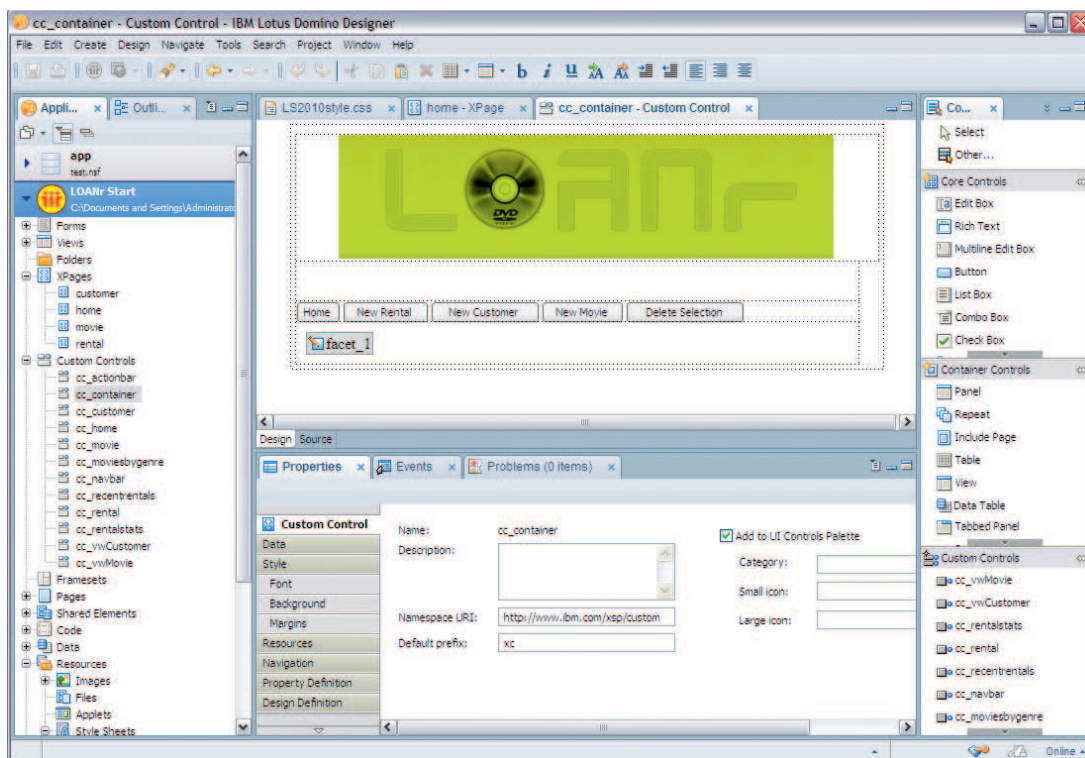 cc_container - Custom Control - IBM Lotus Domino Designer
File Edit Create Design Navigate Tools Search Project Window Help
b i u
Appli... Outli...
app
test.nsf
LOANr Start
C:\Documents and Settings\Administrato
Forms
Views
Folders
XPages
customer
home
movie
rental
Custom Controls
cc_actionbar
cc_container
cc_customer
cc_home
cc_movie
cc_moviesbygenre
cc_navbar
cc_recentrentals
cc_rental
cc_rentalstats
cc_vwCustomer
cc_vwMovie
Framesets
Pages
Shared Elements
Code
Data
Resources
Images
Files
Applets
Style Sheets
LS2010style.css home - XPage cc_container - Custom Control
LOANr
DVD
Home New Rental New Customer New Movie Delete Selection
facet_1
Design Source
Properties Events Problems (0 items)
Custom Control
Data
Style
Font
Background
Margins
Resources
Navigation
Property Definition
Design Definition
Name: cc_container
Description:
Namespace URI: http://www.ibm.com/xsp/custom
Default prefix: xc
Add to UI Controls Palette
Category:
Small icon:
Large icon:
Co...
Select
Other...
Core Controls
Edit Box
Rich Text
Multiline Edit Box
Button
List Box
Combo Box
Check Box
Container Controls
Panel
Repeat
Include Page
Table
View
Data Table
Tabbed Panel
Custom Controls
cc_vwMovie
cc_vwCustomer
cc_rentalstats
cc_rental
cc_recentrentals
cc_navbar
cc_moviesbygenre
Online